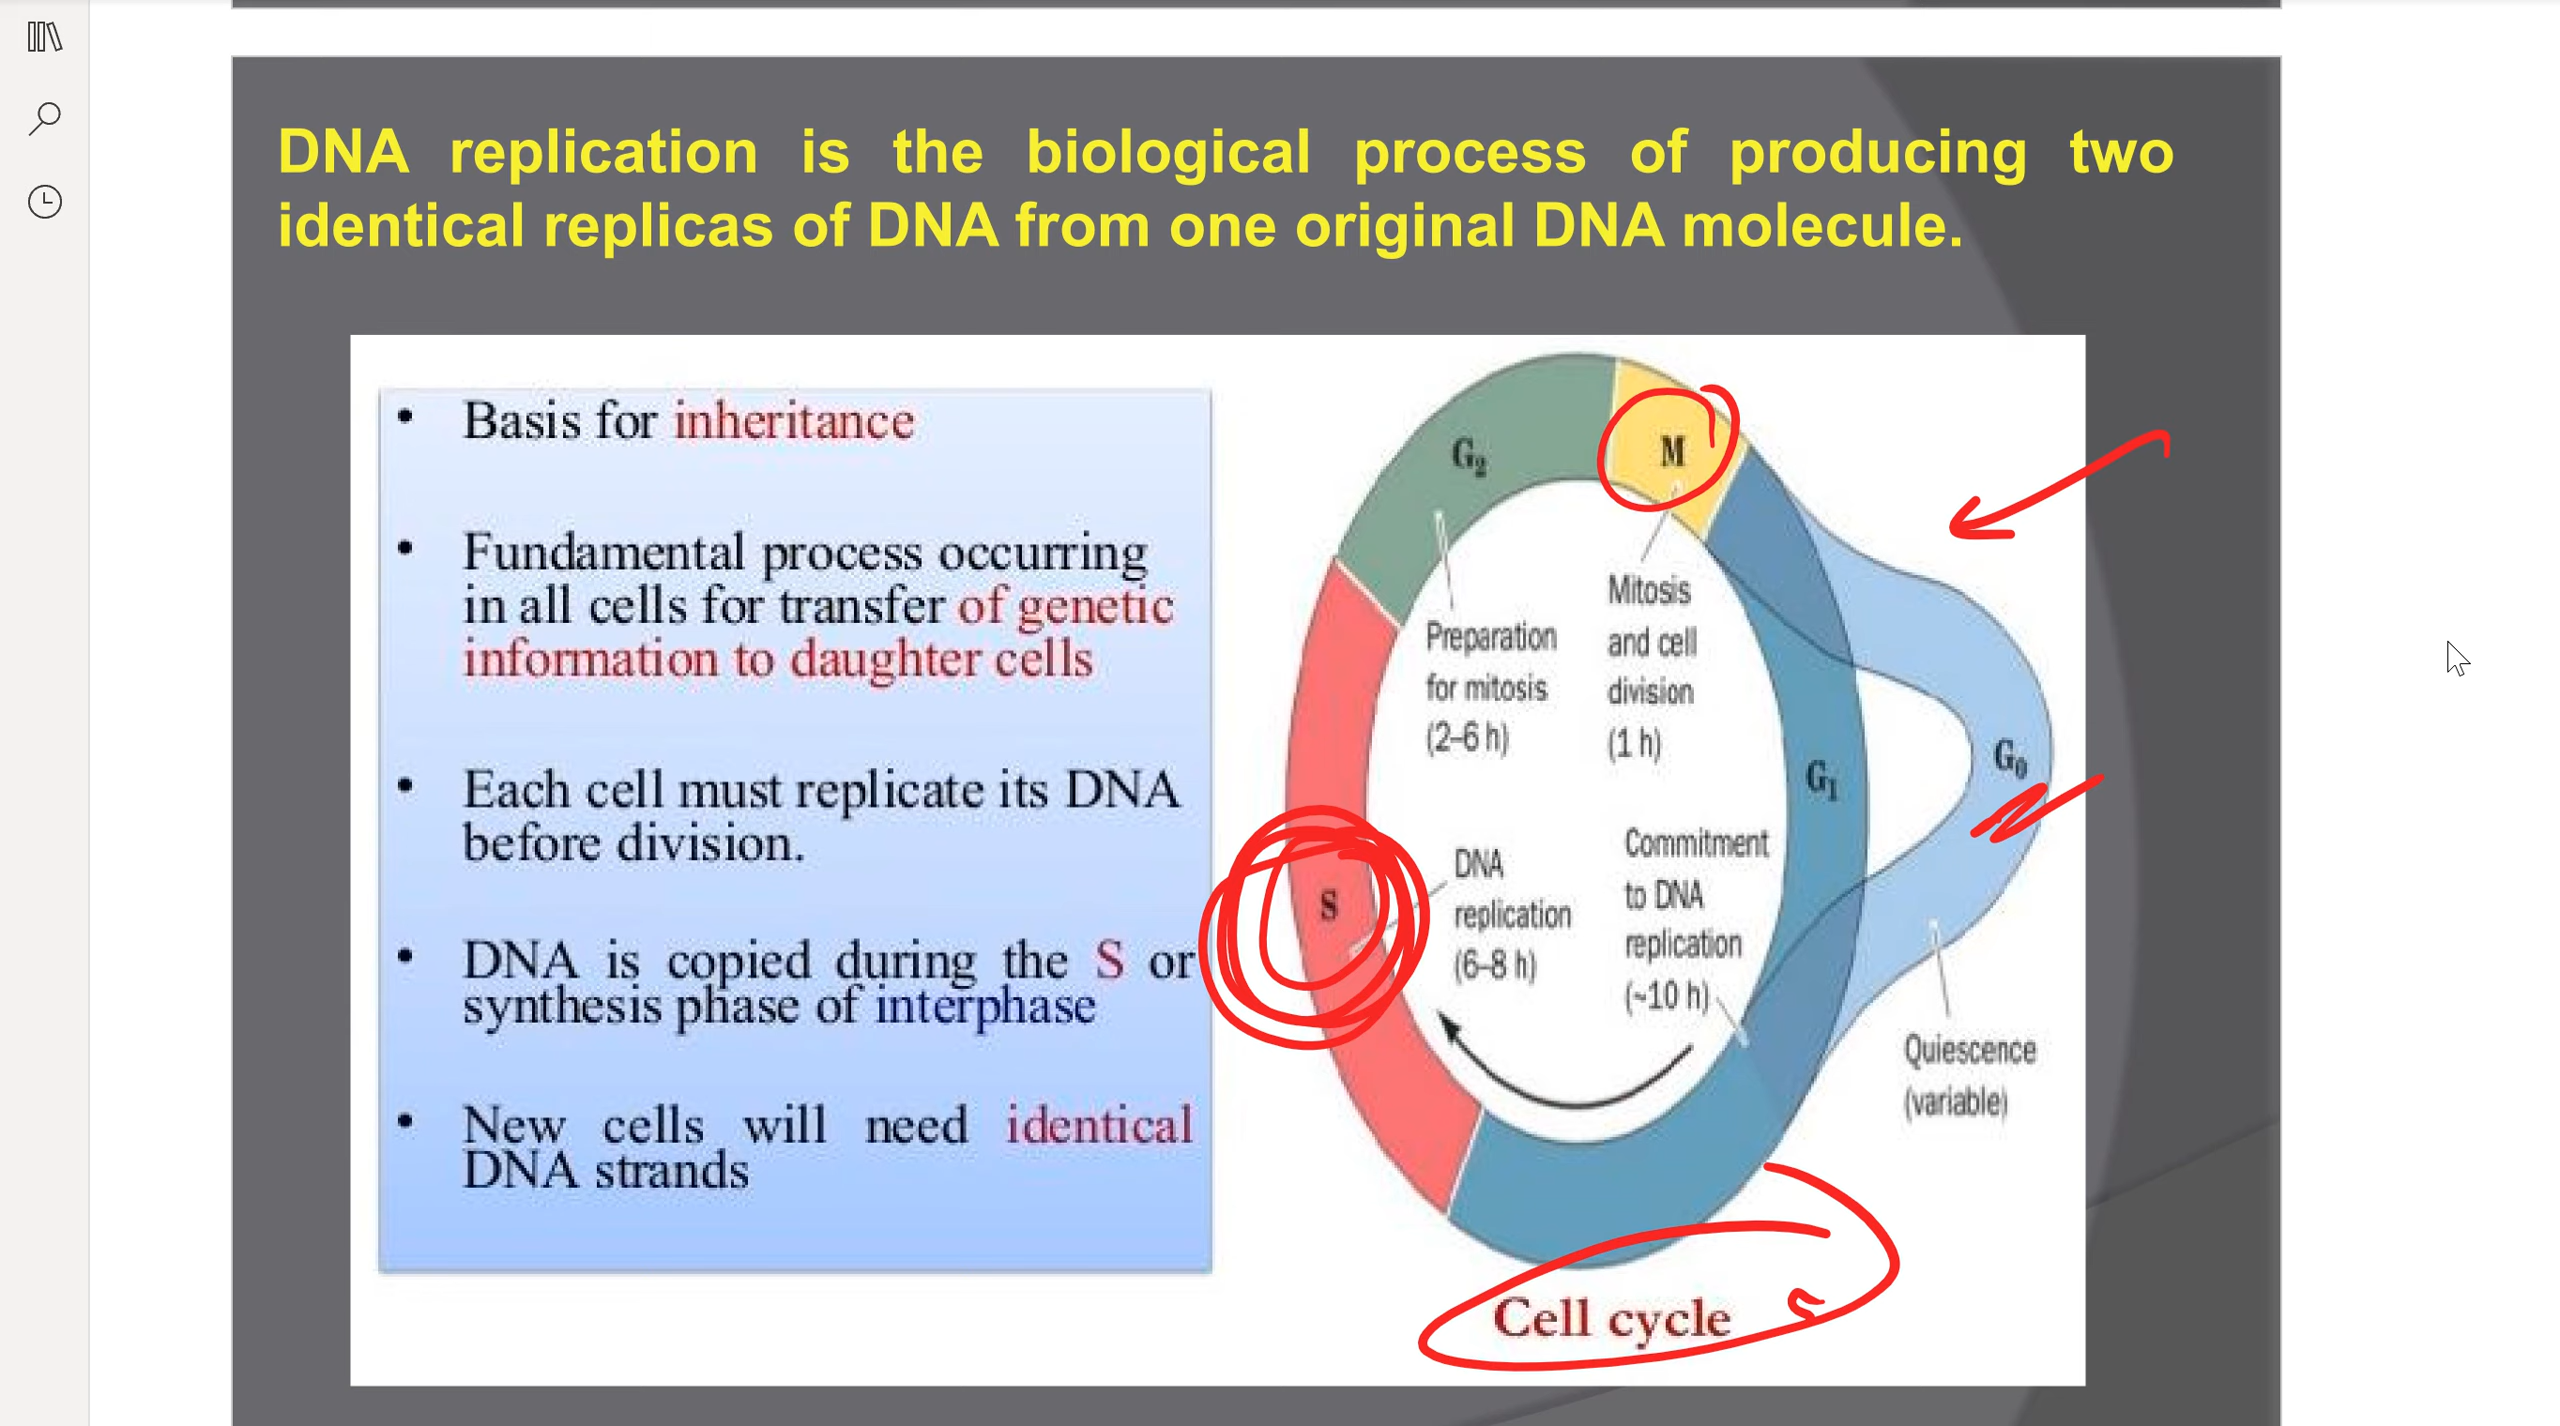 DNA replication is the biological process of producing two
identical replicas of DNA from one original DNA molecule.
• Basis for inheritance
• Fundamental process occurring
in all cells for transfer of genetic
information to daughter cells
• Each cell must replicate its DNA
before division.
• DNA is copied during the S or
synthesis phase of interphase
• New cells will need identical
DNA strands
G₂
M
Preparation
for mitosis
(2–6 h)
Mitosis
and cell
division
(1 h)
G₁
G₀
S
DNA
replication
(6–8 h)
Commitment
to DNA
replication
(~10 h)
Quiescence
(variable)
Cell cycle